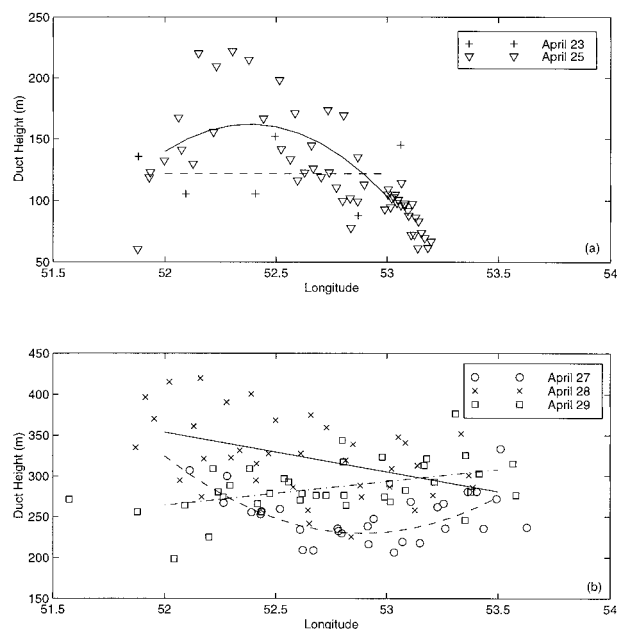 250
200
150
100
50
Duct Height (m)
+ + April 23
▽ ▽ April 25
(a)
51.5 52 52.5 53 53.5 54
Longitude
450
400
350
300
250
200
150
Duct Height (m)
○ ○ April 27
× × April 28
□ □ April 29
(b)
51.5 52 52.5 53 53.5 54
Longitude